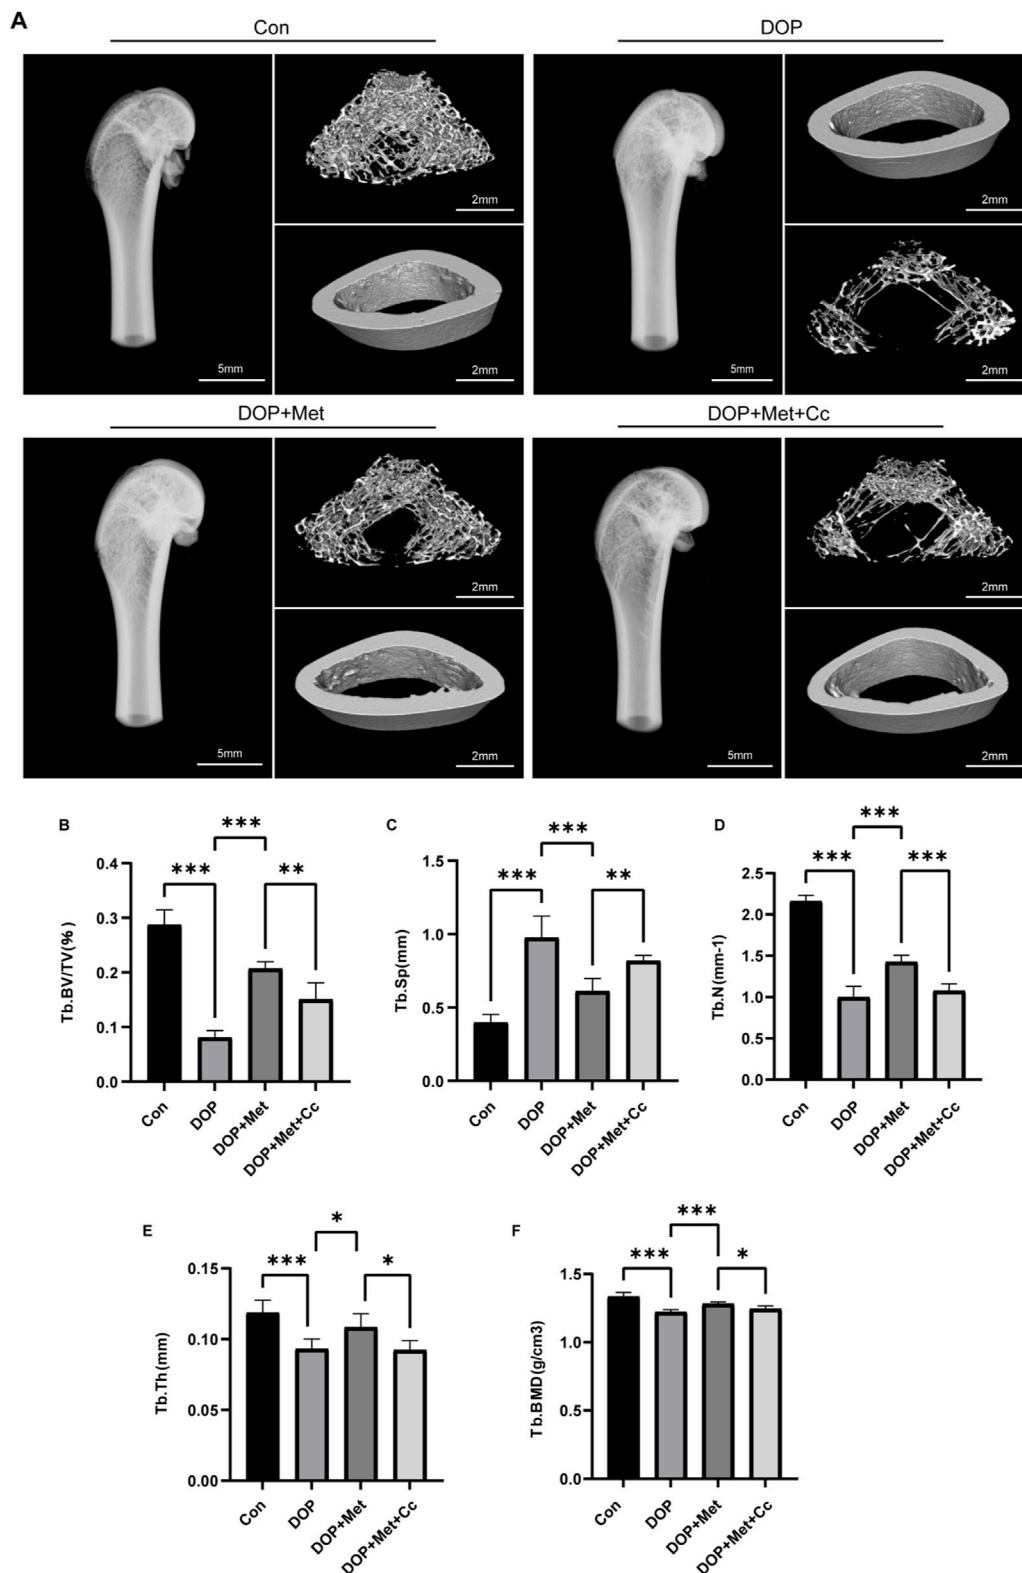 A
Con
DOP
2mm
2mm
5mm
2mm
5mm
2mm
DOP+Met
DOP+Met+Cc
2mm
2mm
5mm
2mm
5mm
2mm
B
***
***
**
0.4
0.3
0.2
0.1
0.0
Tb.BV/TV(%)
Con
DOP
DOP+Met
DOP+Met+Cc
C
***
***
**
1.5
1.0
0.5
0.0
Tb.Sp(mm)
Con
DOP
DOP+Met
DOP+Met+Cc
D
***
***
***
2.5
2.0
1.5
1.0
0.5
0.0
Tb.N(mm-1)
Con
DOP
DOP+Met
DOP+Met+Cc
E
*
***
*
0.15
0.10
0.05
0.00
Tb.Th(mm)
Con
DOP
DOP+Met
DOP+Met+Cc
F
***
***
*
1.5
1.0
0.5
0.0
Tb.BMD(g/cm3)
Con
DOP
DOP+Met
DOP+Met+Cc